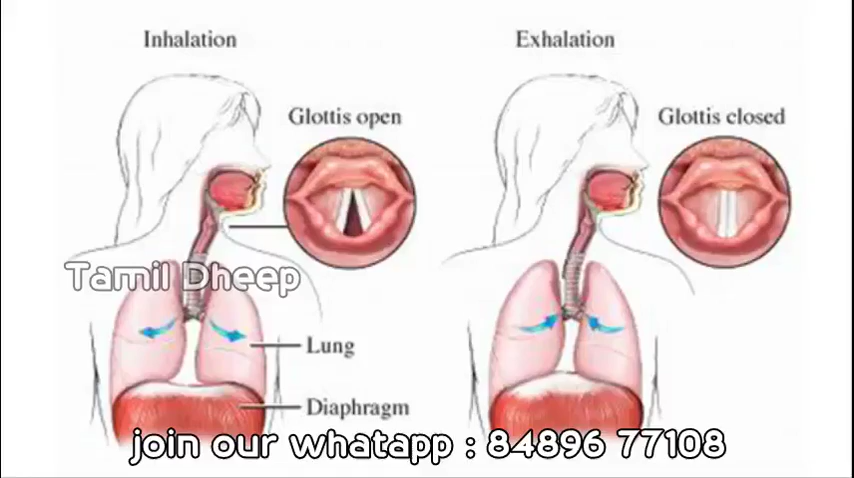 Inhalation
Exhalation
Glottis open
Glottis closed
Tamil Dheep
Lung
Diaphragm
join our whatapp : 84896 77108